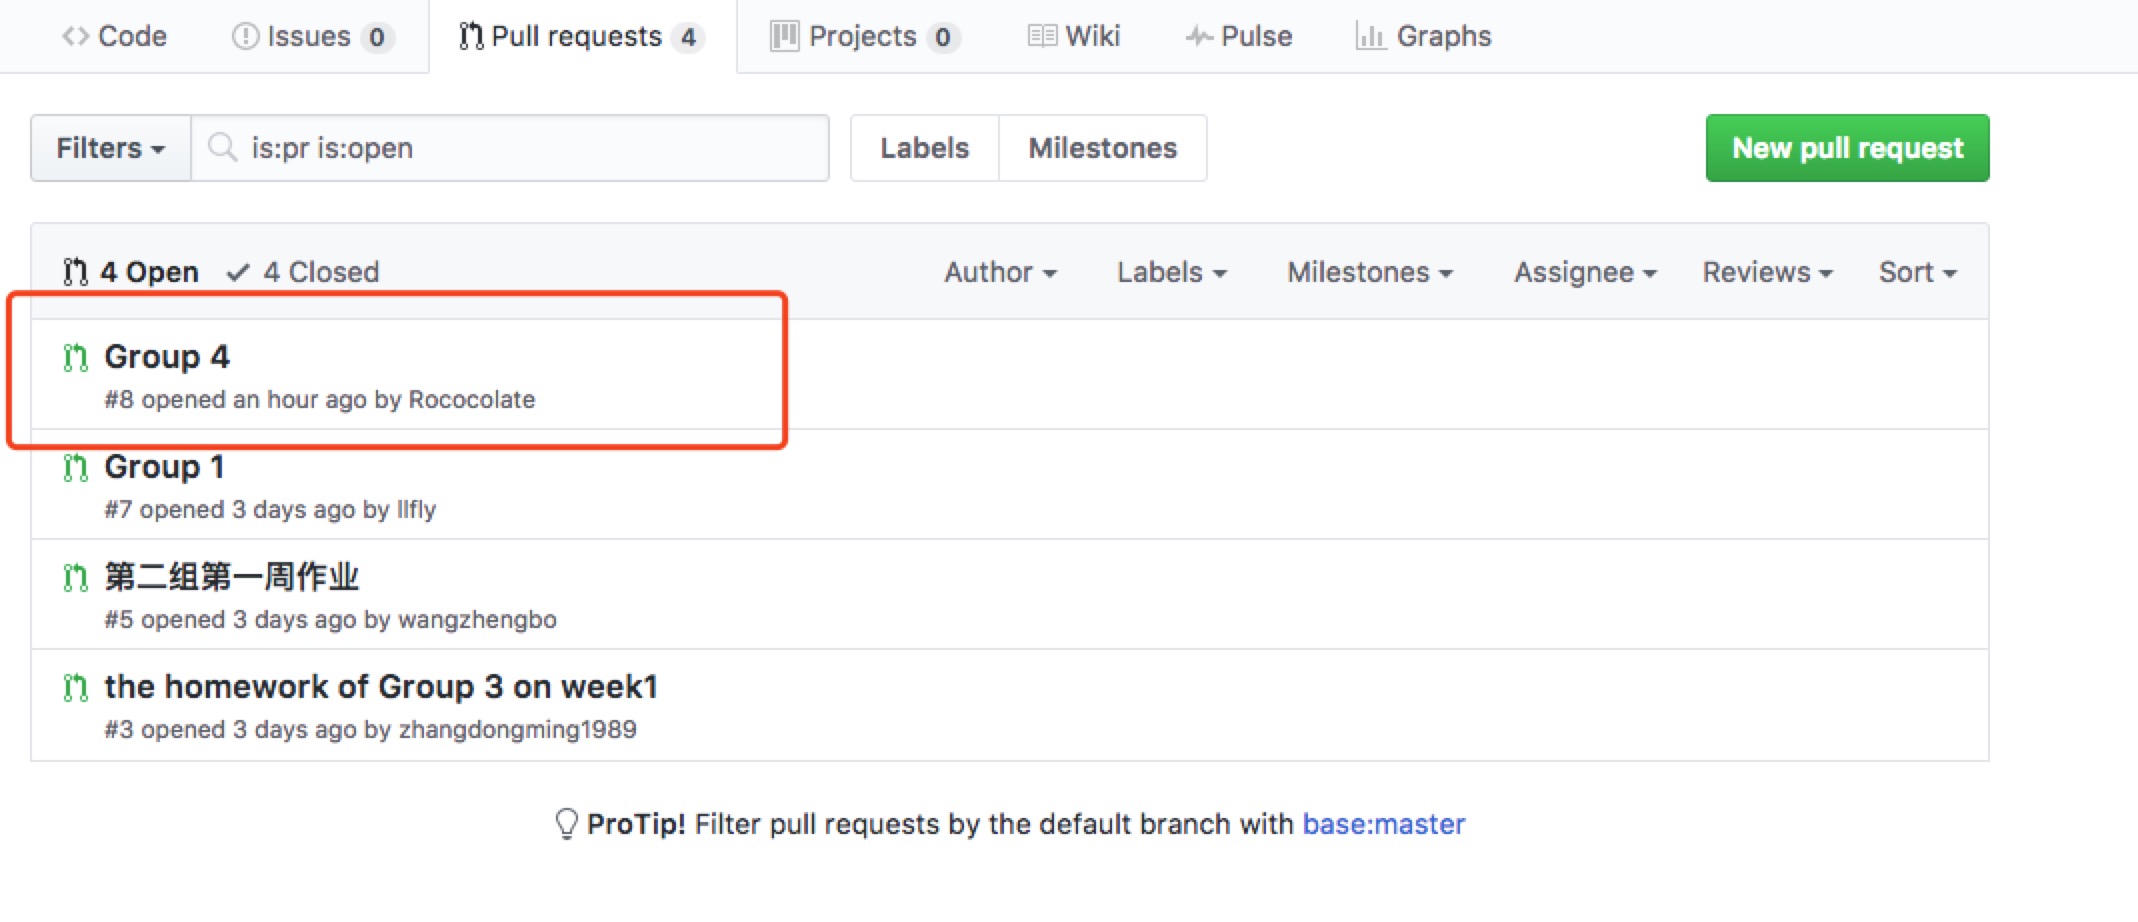 Code Issues 0 Pull requests 4 Projects 0 Wiki Pulse Graphs
Filters is:pr is:open Labels Milestones New pull request
4 Open 4 Closed Author Labels Milestones Assignee Reviews Sort
Group 4
#8 opened an hour ago by Rococolate
Group 1
#7 opened 3 days ago by llfly
第二组第一周作业
#5 opened 3 days ago by wangzhengbo
the homework of Group 3 on week1
#3 opened 3 days ago by zhangdongming1989
ProTip! Filter pull requests by the default branch with base:master